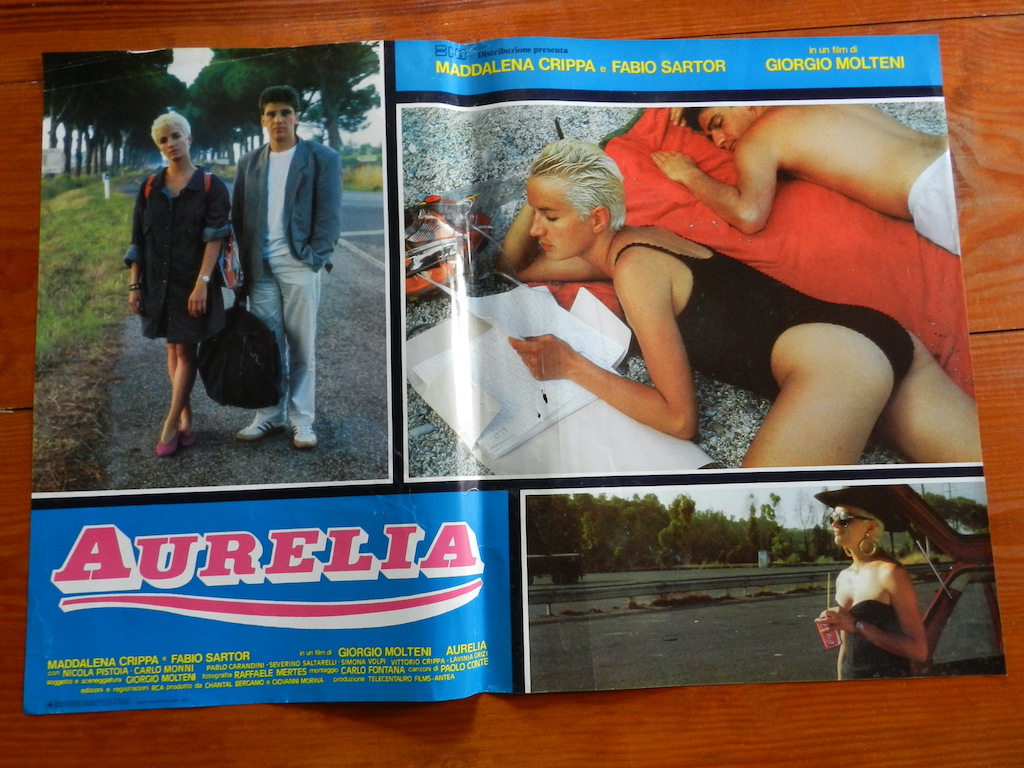 BIM Distribuzione presenta
MADDALENA CRIPPA e FABIO SARTOR
in un film di
GIORGIO MOLTENI
AURELIA
MADDALENA CRIPPA e FABIO SARTOR in un film di GIORGIO MOLTENI AURELIA
con NICOLA PISTOIA · CARLO MONNI PABLO CARANDINI · SEVERINO SALTARELLI · SIMONA VOLPI · VITTORIO CRIPPA · LAVINIA GRIZI
soggetto e sceneggiatura GIORGIO MOLTENI fotografia RAFFAELE MERTES montaggio CARLO FONTANA canzoni di PAOLO CONTE
edizioni e registrazioni RCA prodotto da CHANTAL BERGAMO e GIOVANNI MORINA produzione TELECENTAURO FILMS-ANTEA